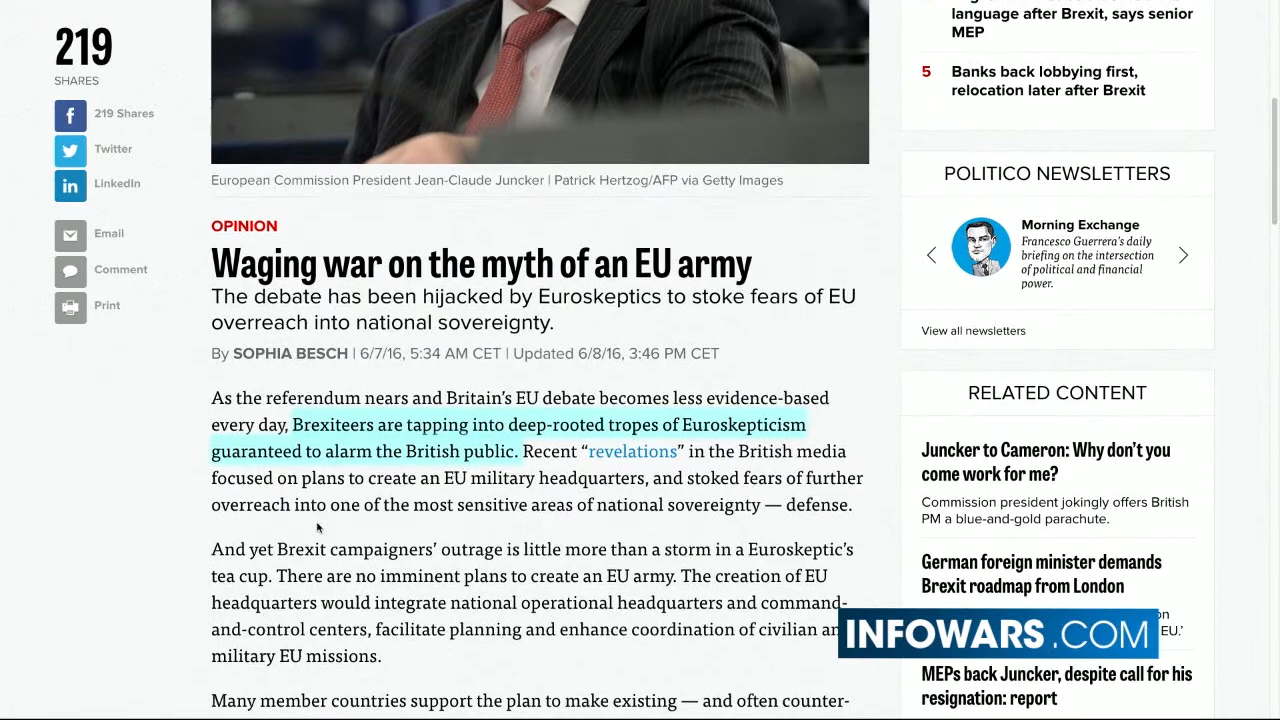 219
SHARES
219 Shares
Twitter
LinkedIn
Email
Comment
Print
European Commission President Jean-Claude Juncker | Patrick Hertzog/AFP via Getty Images
OPINION
Waging war on the myth of an EU army
The debate has been hijacked by Euroskeptics to stoke fears of EU
overreach into national sovereignty.
By SOPHIA BESCH | 6/7/16, 5:34 AM CET | Updated 6/8/16, 3:46 PM CET
As the referendum nears and Britain's EU debate becomes less evidence-based
every day, Brexiteers are tapping into deep-rooted tropes of Euroskepticism
guaranteed to alarm the British public. Recent “revelations” in the British media
focused on plans to create an EU military headquarters, and stoked fears of further
overreach into one of the most sensitive areas of national sovereignty — defense.
And yet Brexit campaigners’ outrage is little more than a storm in a Euroskeptic’s
tea cup. There are no imminent plans to create an EU army. The creation of EU
headquarters would integrate national operational headquarters and command-
and-control centers, facilitate planning and enhance coordination of civilian an
military EU missions.
Many member countries support the plan to make existing — and often counter-
language after Brexit, says senior
MEP
5 Banks back lobbying first,
relocation later after Brexit
POLITICO NEWSLETTERS
Morning Exchange
Francesco Guerrera's daily
briefing on the intersection
of political and financial
power.
View all newsletters
RELATED CONTENT
Juncker to Cameron: Why don't you
come work for me?
Commission president jokingly offers British
PM a blue-and-gold parachute.
German foreign minister demands
Brexit roadmap from London
on
EU.’
INFOWARS.COM
MEPs back Juncker, despite call for his
resignation: report